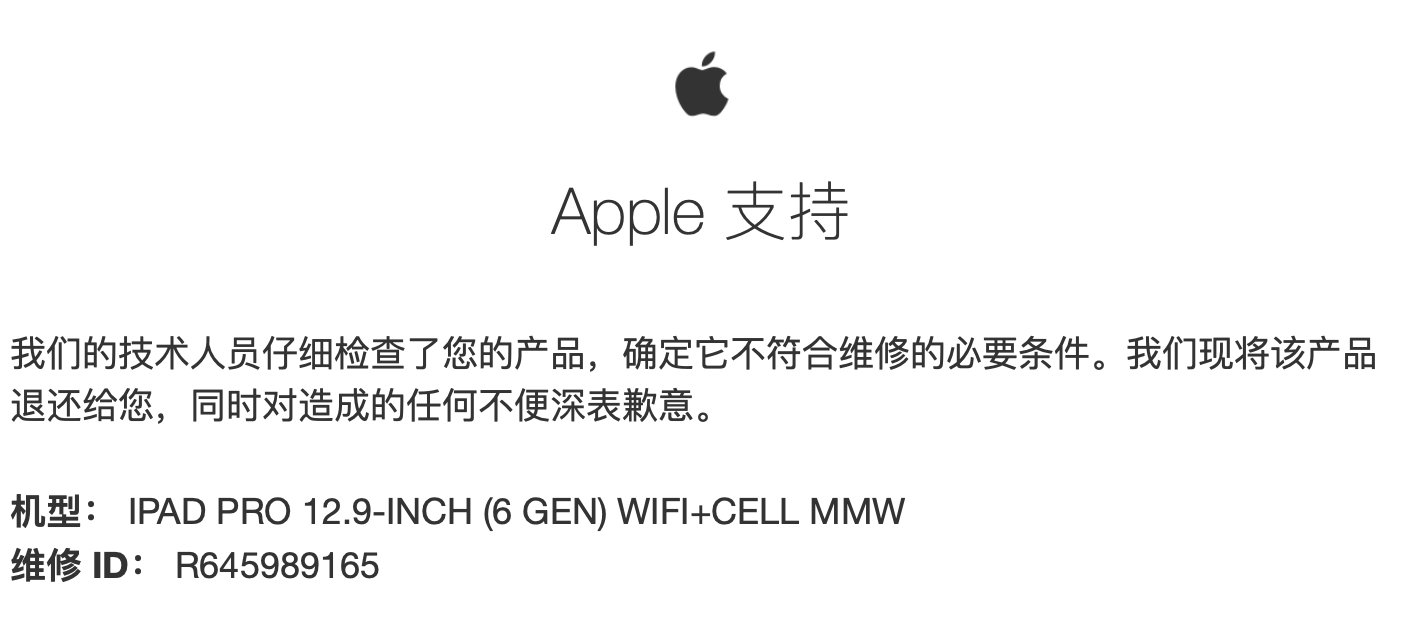 Apple 支持
我们的技术人员仔细检查了您的产品，确定它不符合维修的必要条件。我们现将该产品
退还给您，同时对造成的任何不便深表歉意。
机型： IPAD PRO 12.9-INCH (6 GEN) WIFI+CELL MMW
维修 ID： R645989165